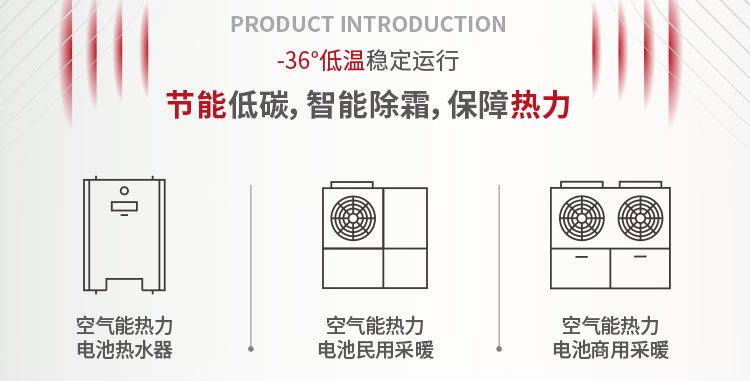 PRODUCT INTRODUCTION
-36°低温稳定运行
节能低碳，智能除霜，保障热力
空气能热力
电池热水器
空气能热力
电池民用采暖
空气能热力
电池商用采暖